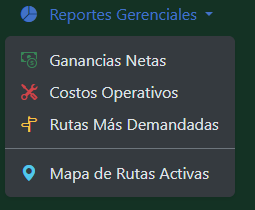 Reportes Gerenciales
Ganancias Netas
Costos Operativos
Rutas Más Demandadas
Mapa de Rutas Activas